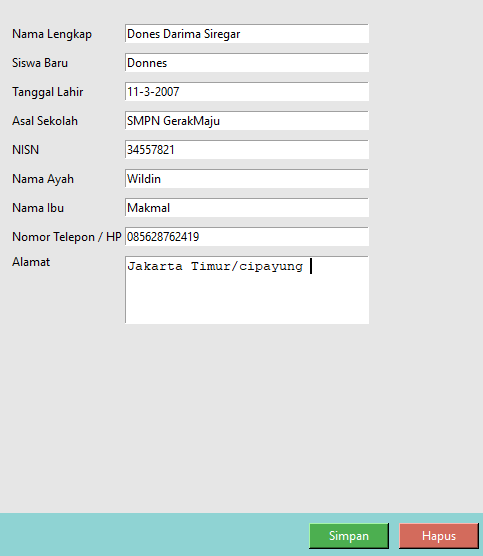 Nama Lengkap Dones Darima Siregar
Siswa Baru Donnes
Tanggal Lahir 11-3-2007
Asal Sekolah SMPN GerakMaju
NISN 34557821
Nama Ayah Wildin
Nama Ibu Makmal
Nomor Telepon / HP 085628762419
Alamat Jakarta Timur/cipayung
Simpan Hapus